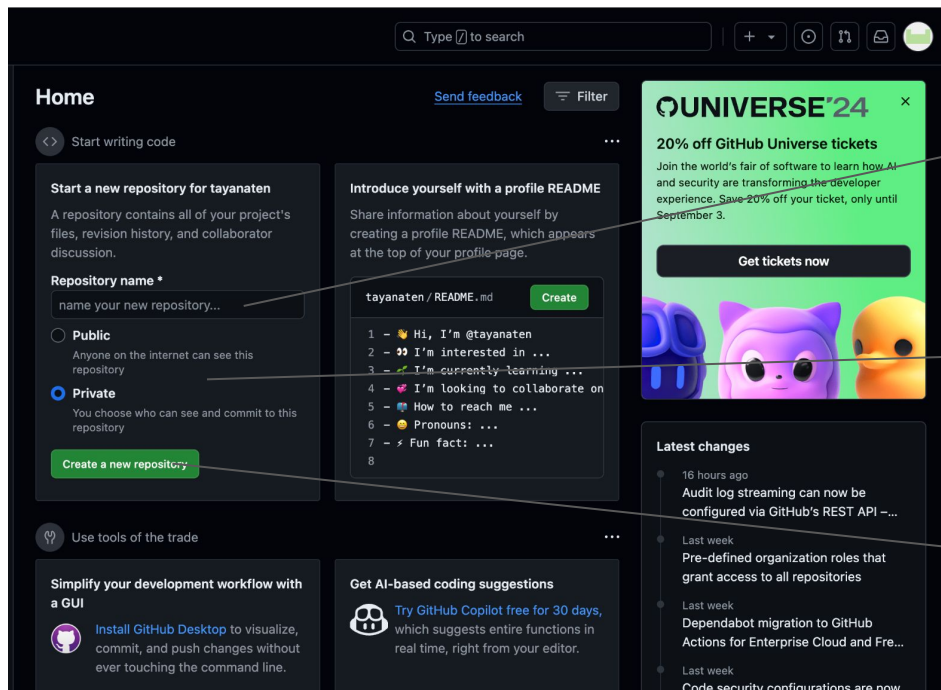 Type / to search
Home
Send feedback
Filter
Start writing code
Start a new repository for tayanaten
A repository contains all of your project's
files, revision history, and collaborator
discussion.
Repository name *
name your new repository...
Public
Anyone on the internet can see this
repository
Private
You choose who can see and commit to this
repository
Create a new repository
Introduce yourself with a profile README
Share information about yourself by
creating a profile README, which appears
at the top of your profile page.
tayanaten / README.md
Create
1 - 👋 Hi, I'm @tayanaten
2 - 👀 I'm interested in ...
3 - 🌱 I'm currently learning ...
4 - 💞️ I'm looking to collaborate on
5 - 📫 How to reach me ...
6 - 😄 Pronouns: ...
7 - ⚡ Fun fact: ...
8
UNIVERSE'24
20% off GitHub Universe tickets
Join the world's fair of software to learn how AI
and security are transforming the developer
experience. Save 20% off your ticket, only until
September 3.
Get tickets now
Latest changes
16 hours ago
Audit log streaming can now be
configured via GitHub's REST API –...
Last week
Pre-defined organization roles that
grant access to all repositories
Last week
Dependabot migration to GitHub
Actions for Enterprise Cloud and Fre...
Last week
Code security configurations are now
Use tools of the trade
Simplify your development workflow with
a GUI
Install GitHub Desktop to visualize,
commit, and push changes without
ever touching the command line.
Get AI-based coding suggestions
Try GitHub Copilot free for 30 days,
which suggests entire functions in
real time, right from your editor.